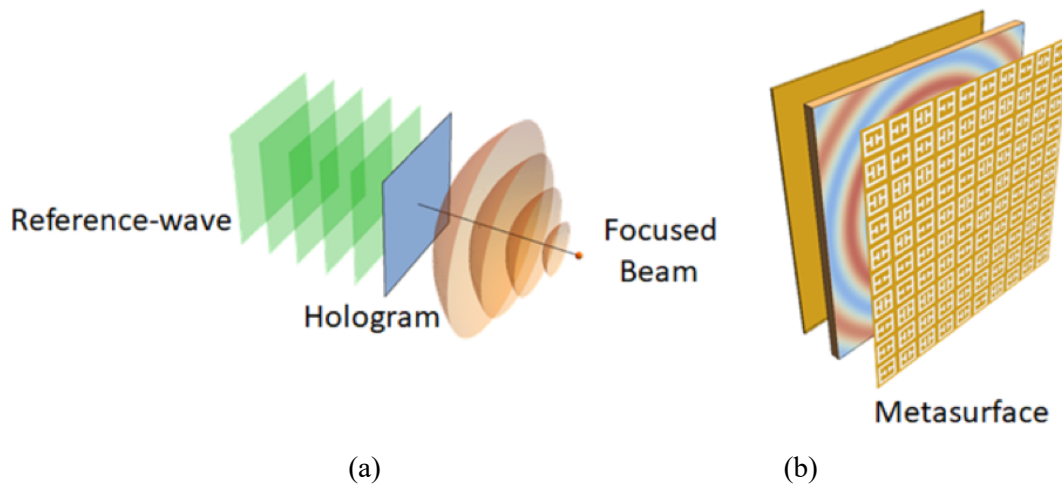 Reference-wave
Hologram
Focused
Beam
Metasurface
(a)
(b)